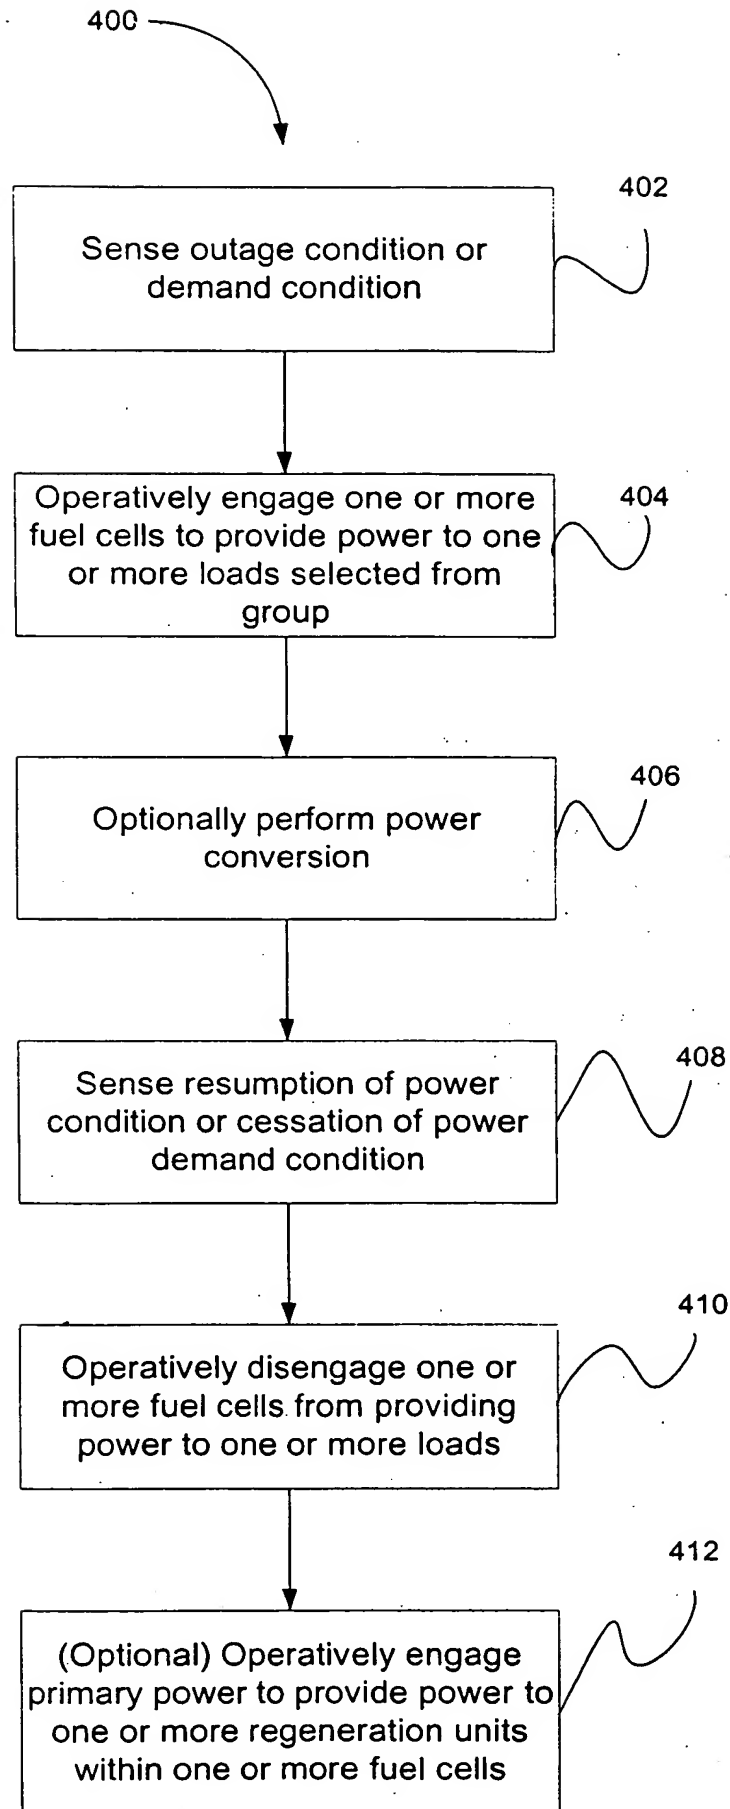 400
402
Sense outage condition or
demand condition
404
Operatively engage one or more
fuel cells to provide power to one
or more loads selected from
group
406
Optionally perform power
conversion
408
Sense resumption of power
condition or cessation of power
demand condition
410
Operatively disengage one or
more fuel cells from providing
power to one or more loads
412
(Optional) Operatively engage
primary power to provide power to
one or more regeneration units
within one or more fuel cells